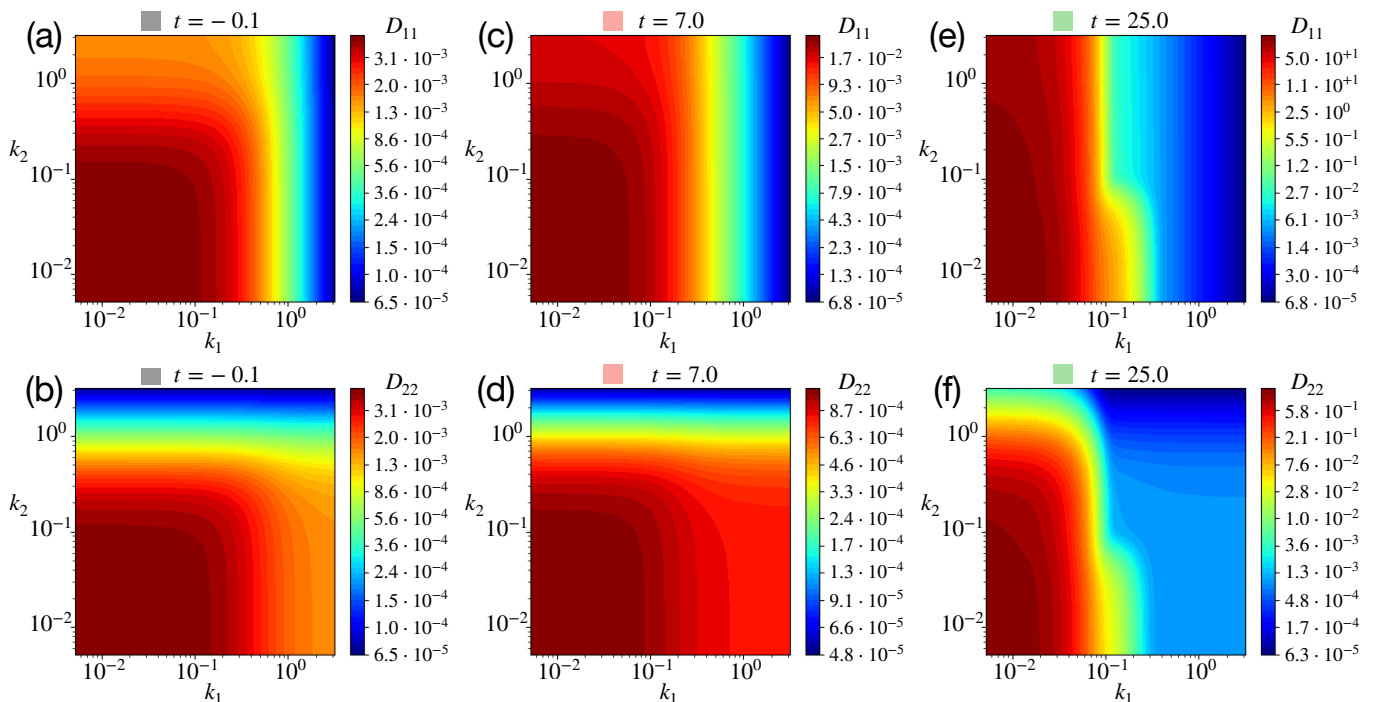 (a) t = − 0.1 D₁₁
3.1 · 10⁻³
2.0 · 10⁻³
1.3 · 10⁻³
8.6 · 10⁻⁴
5.6 · 10⁻⁴
3.6 · 10⁻⁴
2.4 · 10⁻⁴
1.5 · 10⁻⁴
1.0 · 10⁻⁴
6.5 · 10⁻⁵
10⁰
k₂
10⁻¹
10⁻²
10⁻² 10⁻¹ 10⁰
k₁
(c) t = 7.0 D₁₁
1.7 · 10⁻²
9.3 · 10⁻³
5.0 · 10⁻³
2.7 · 10⁻³
1.5 · 10⁻³
7.9 · 10⁻⁴
4.3 · 10⁻⁴
2.3 · 10⁻⁴
1.3 · 10⁻⁴
6.8 · 10⁻⁵
10⁰
k₂
10⁻¹
10⁻²
10⁻² 10⁻¹ 10⁰
k₁
(e) t = 25.0 D₁₁
5.0 · 10⁺¹
1.1 · 10⁺¹
2.5 · 10⁰
5.5 · 10⁻¹
1.2 · 10⁻¹
2.7 · 10⁻²
6.1 · 10⁻³
1.4 · 10⁻³
3.0 · 10⁻⁴
6.8 · 10⁻⁵
10⁰
k₂
10⁻¹
10⁻²
10⁻² 10⁻¹ 10⁰
k₁
(b) t = − 0.1 D₂₂
3.1 · 10⁻³
2.0 · 10⁻³
1.3 · 10⁻³
8.6 · 10⁻⁴
5.6 · 10⁻⁴
3.6 · 10⁻⁴
2.4 · 10⁻⁴
1.5 · 10⁻⁴
1.0 · 10⁻⁴
6.5 · 10⁻⁵
10⁰
k₂
10⁻¹
10⁻²
10⁻² 10⁻¹ 10⁰
k₁
(d) t = 7.0 D₂₂
8.7 · 10⁻⁴
6.3 · 10⁻⁴
4.6 · 10⁻⁴
3.3 · 10⁻⁴
2.4 · 10⁻⁴
1.7 · 10⁻⁴
1.3 · 10⁻⁴
9.1 · 10⁻⁵
6.6 · 10⁻⁵
4.8 · 10⁻⁵
10⁰
k₂
10⁻¹
10⁻²
10⁻² 10⁻¹ 10⁰
k₁
(f) t = 25.0 D₂₂
5.8 · 10⁻¹
2.1 · 10⁻¹
7.6 · 10⁻²
2.8 · 10⁻²
1.0 · 10⁻²
3.6 · 10⁻³
1.3 · 10⁻³
4.8 · 10⁻⁴
1.7 · 10⁻⁴
6.3 · 10⁻⁵
10⁰
k₂
10⁻¹
10⁻²
10⁻² 10⁻¹ 10⁰
k₁